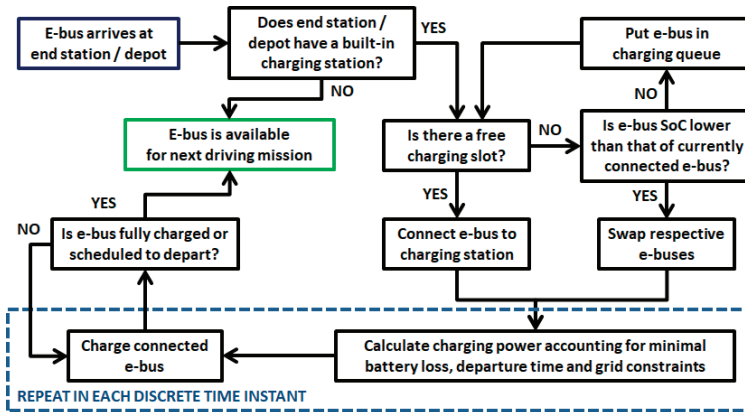 E-bus arrives at
end station / depot
Does end station /
depot have a built-in
charging station?
YES
NO
Put e-bus in
charging queue
E-bus is available
for next driving mission
Is there a free
charging slot?
NO
YES
Is e-bus SoC lower
than that of currently
connected e-bus?
NO
YES
Connect e-bus to
charging station
Swap respective
e-buses
Is e-bus fully charged or
scheduled to depart?
YES
NO
Charge connected
e-bus
Calculate charging power accounting for minimal
battery loss, departure time and grid constraints
REPEAT IN EACH DISCRETE TIME INSTANT